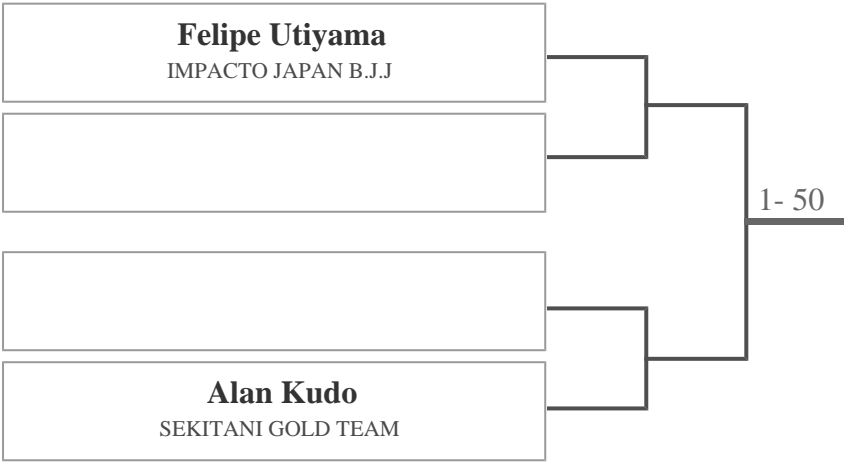 Felipe Utiyama
IMPACTO JAPAN B.J.J
1- 50
Alan Kudo
SEKITANI GOLD TEAM